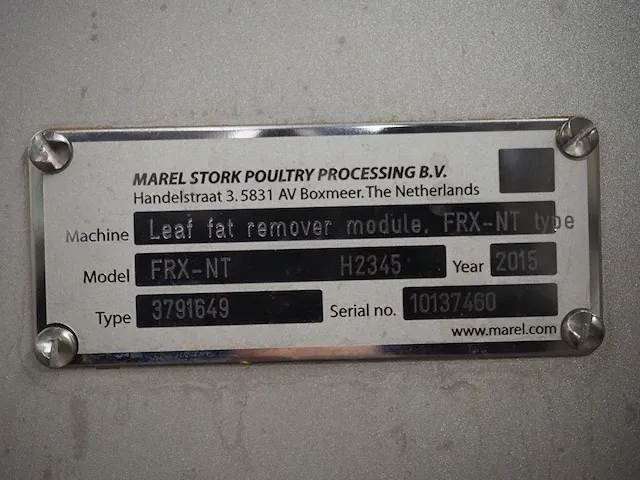 MAREL STORK POULTRY PROCESSING B.V.
Handelstraat 3. 5831 AV Boxmeer. The Netherlands
Machine Leaf fat remover module, FRX-NT type
Model FRX-NT H2345 Year 2015
Type 3791649 Serial no. 10137460
www.marel.com